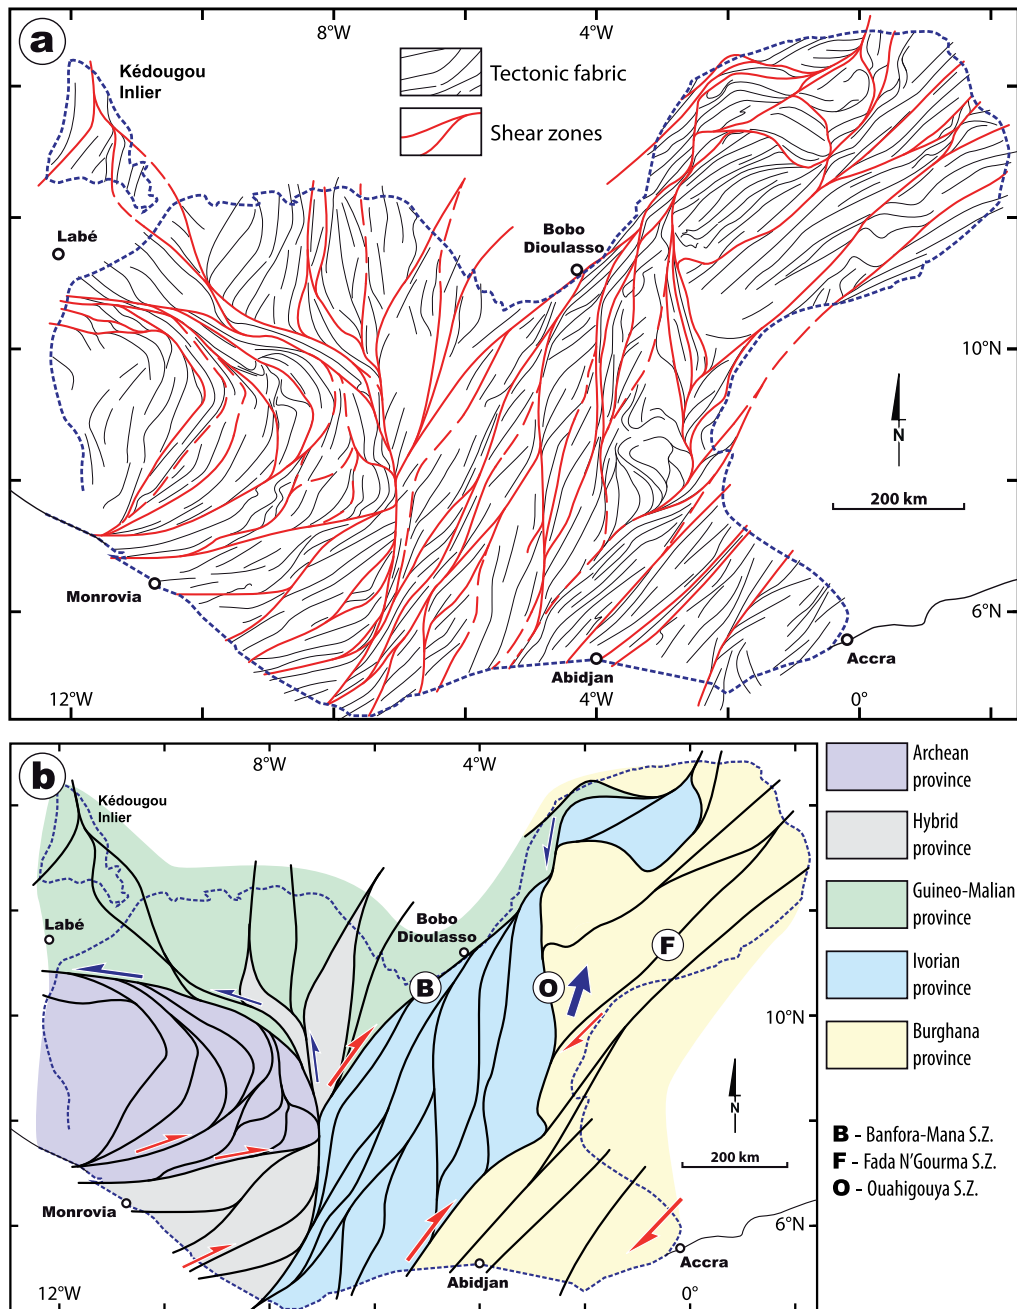 a
8°W
4°W
Kédougou
Inlier
Tectonic fabric
Shear zones
Labé
Bobo
Dioulasso
10°N
N
200 km
Monrovia
6°N
Accra
Abidjan
12°W
4°W
0°
b
8°W
4°W
Kédougou
Inlier
Labé
Bobo
Dioulasso
B
O
F
10°N
N
200 km
Monrovia
6°N
Accra
Abidjan
12°W
0°
Archean
province
Hybrid
province
Guineo-Malian
province
Ivorian
province
Burghana
province
B - Banfora-Mana S.Z.
F - Fada N'Gourma S.Z.
O - Ouahigouya S.Z.